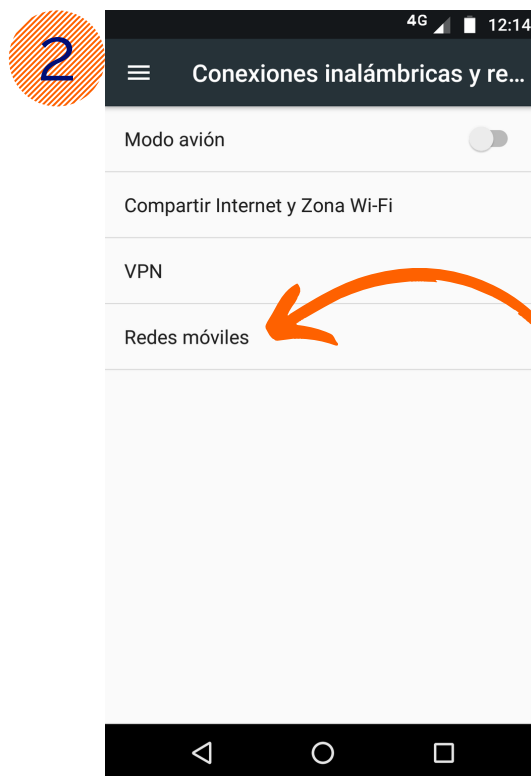 2
4G 12:14
Conexiones inalámbricas y re...
Modo avión
Compartir Internet y Zona Wi-Fi
VPN
Redes móviles